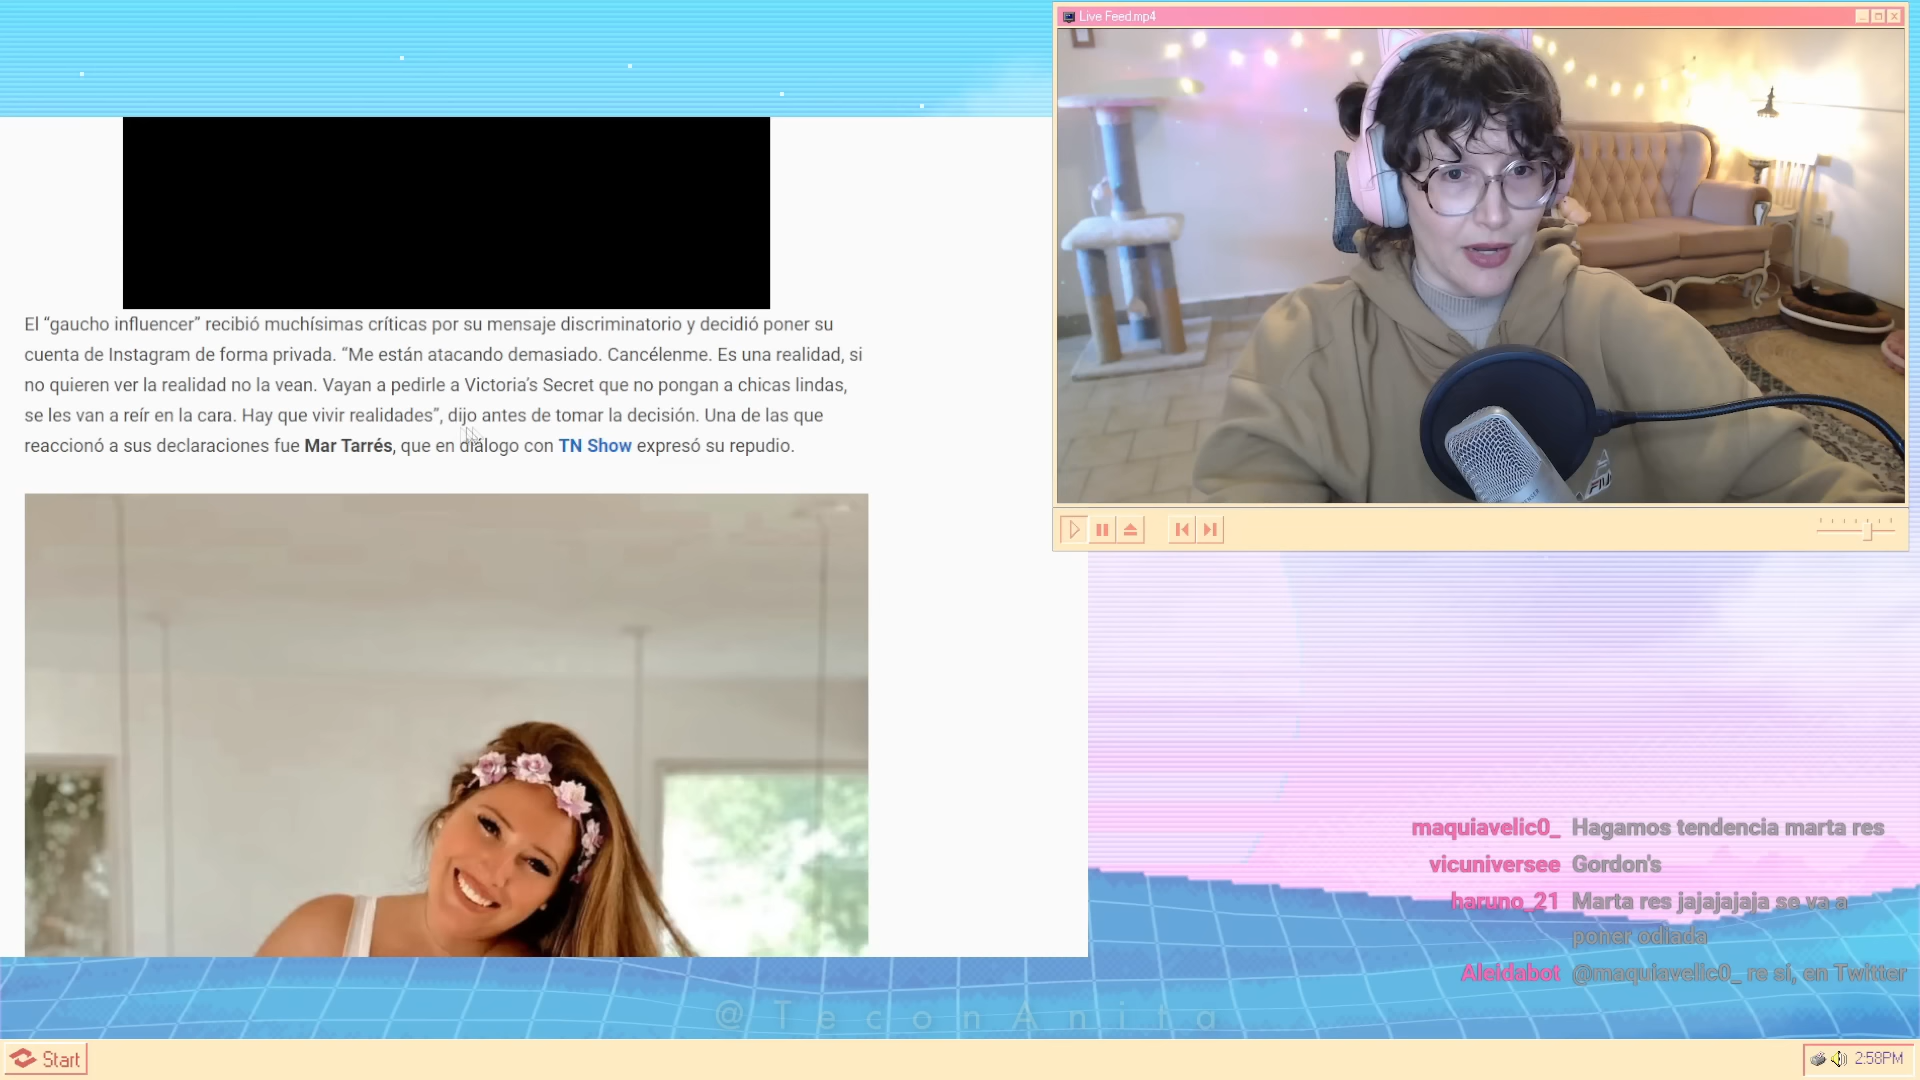 Live Feed.mp4
El “gaucho influencer” recibió muchísimas críticas por su mensaje discriminatorio y decidió poner su
cuenta de Instagram de forma privada. “Me están atacando demasiado. Cancélenme. Es una realidad, si
no quieren ver la realidad no la vean. Vayan a pedirle a Victoria’s Secret que no pongan a chicas lindas,
se les van a reír en la cara. Hay que vivir realidades”, dijo antes de tomar la decisión. Una de las que
reaccionó a sus declaraciones fue Mar Tarrés, que en diálogo con TN Show expresó su repudio.
maquiavelic0_ Hagamos tendencia marta res
vicuniversee Gordon's
haruno_21 Marta res jajajajaja se va a
poner odiada
Aleidabot @maquiavelic0_ re sí, en Twitter
@TeconAnita
Start
2:58PM